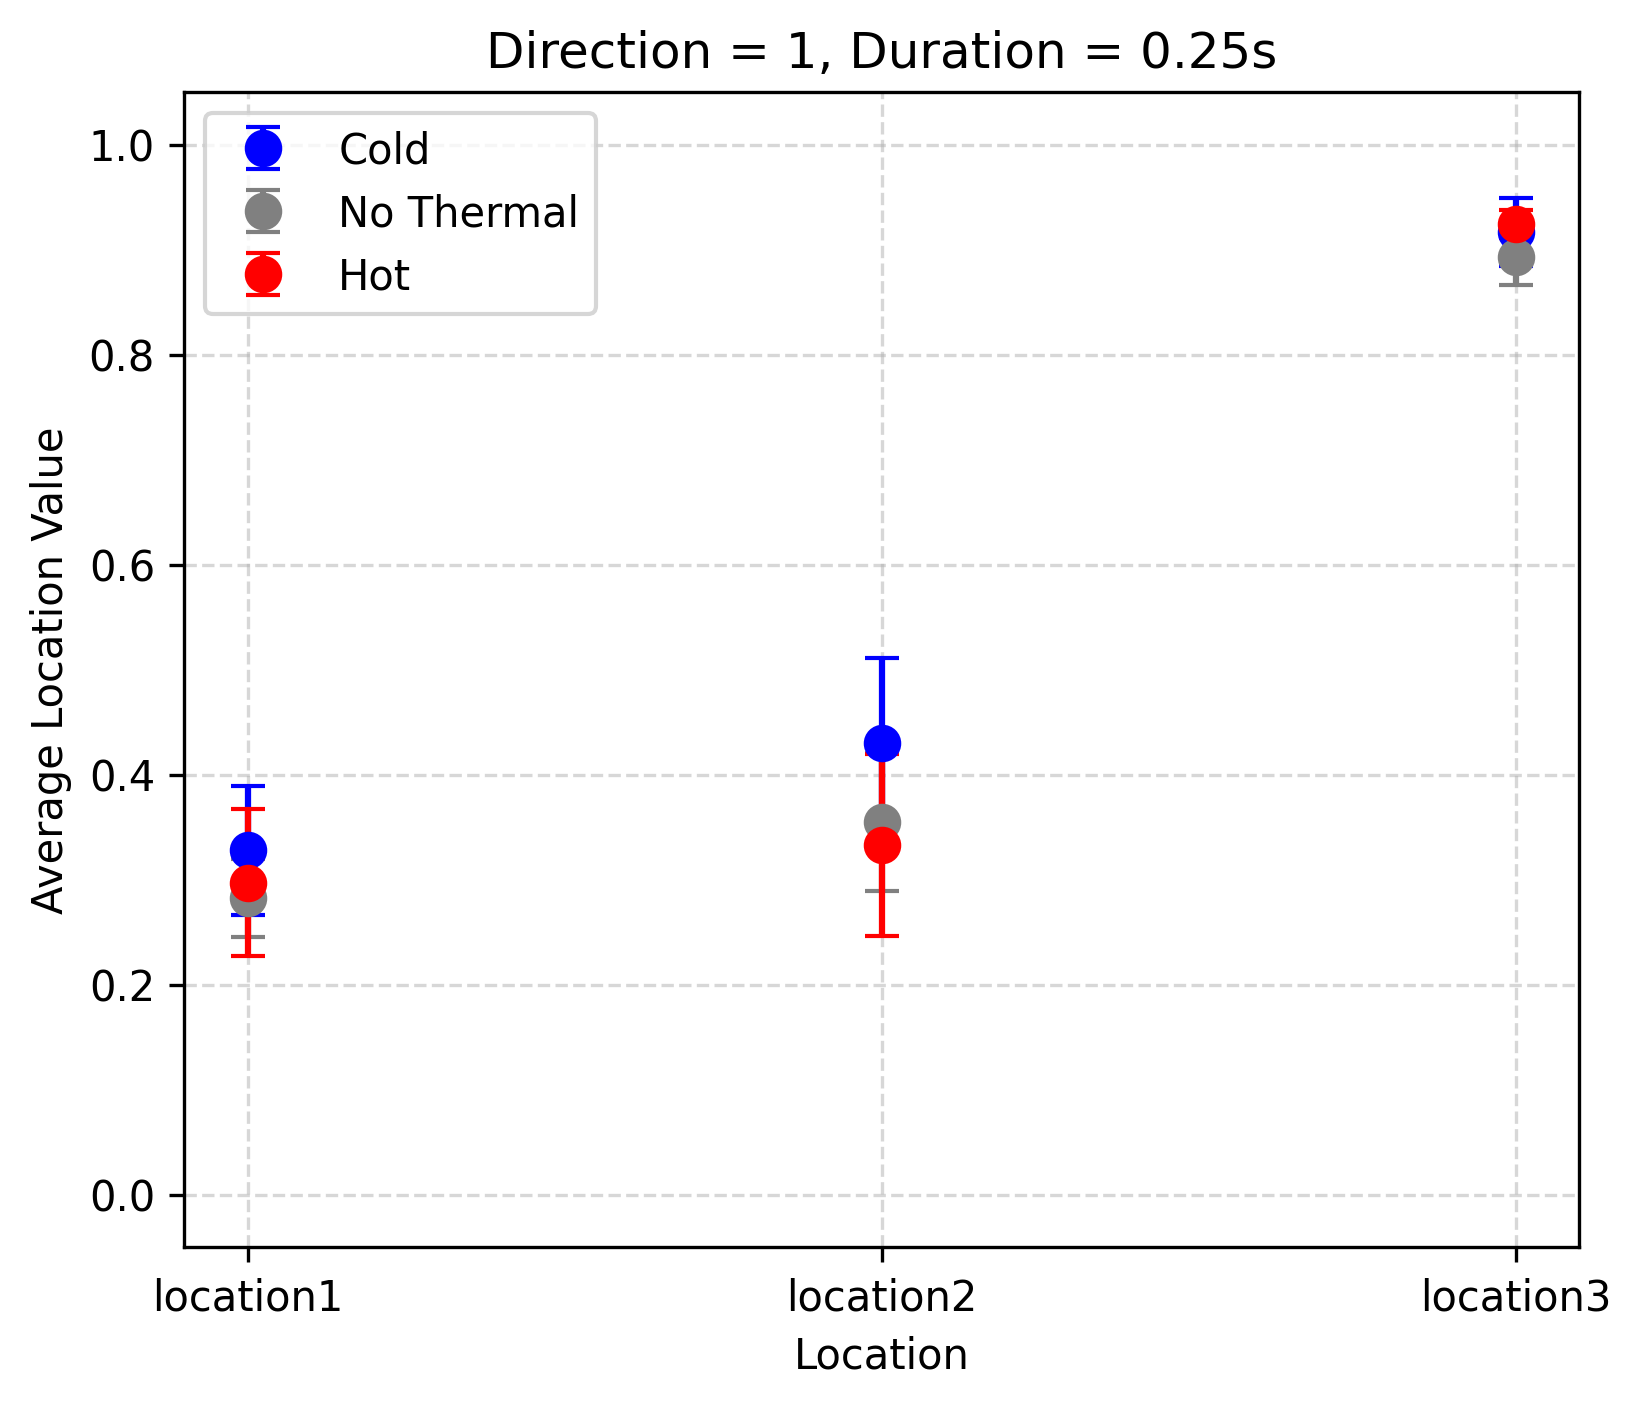 Direction = 1, Duration = 0.25s
Cold
No Thermal
Hot
1.0
0.8
0.6
0.4
0.2
0.0
Average Location Value
location1
location2
location3
Location